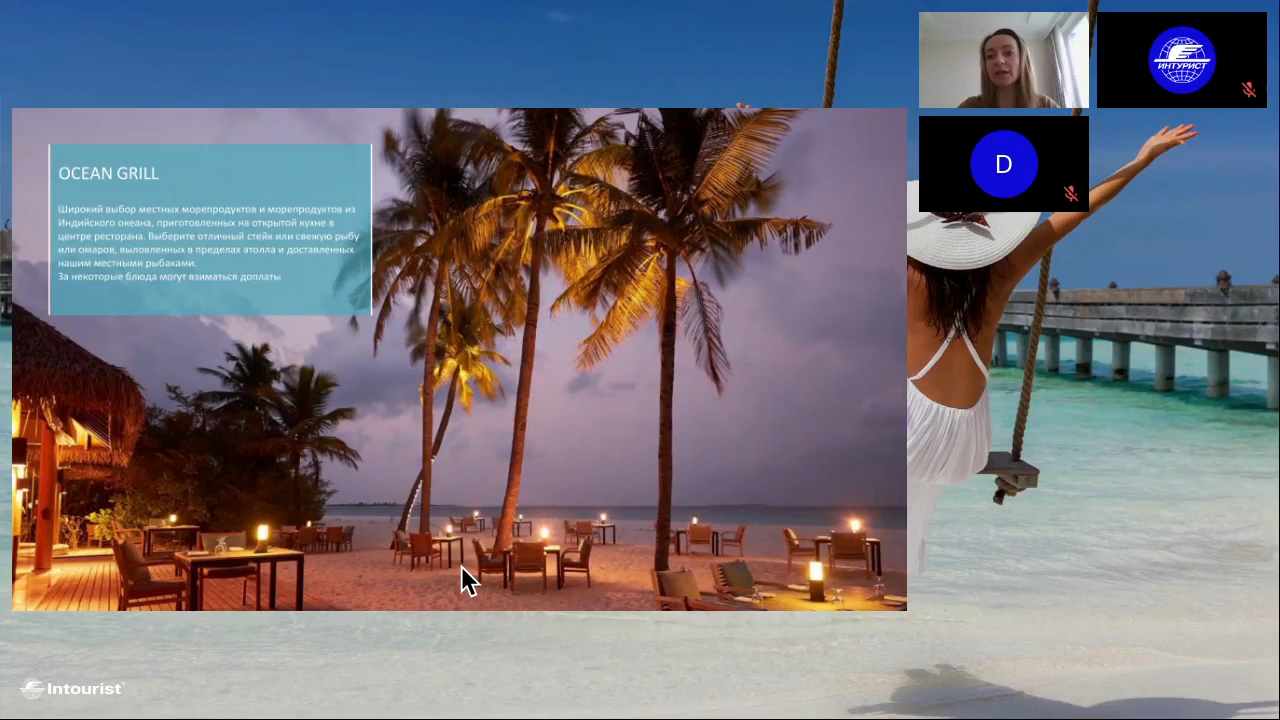 OCEAN GRILL
Широкий выбор местных морепродуктов и морепродуктов из
Индийского океана, приготовленных на открытой кухне в
центре ресторана. Выберите отличный стейк или свежую рыбу
или омаров, выловленных в пределах атолла и доставленных
нашим местными рыбаками.
За некоторые блюда могут взиматься доплаты
ИНТУРИСТ
D
Intourist